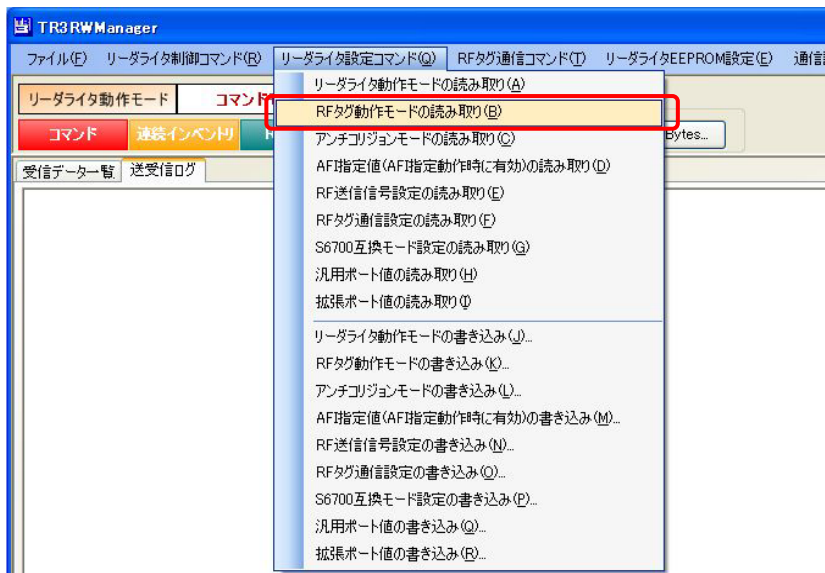 TR3RWManager
ファイル(F) リーダライタ制御コマンド(R) リーダライタ設定コマンド(Q) RFタグ通信コマンド(T) リーダライタEEPROM設定(E)
リーダライタ動作モード
コマンド 連続インベントリ
Bytes...
受信データ一覧 送受信ログ
リーダライタ動作モードの読み取り(A)
RFタグ動作モードの読み取り(B)
アンチコリジョンモードの読み取り(C)
AFI指定値(AFI指定動作時に有効)の読み取り(D)
RF送信信号設定の読み取り(E)
RFタグ通信設定の読み取り(F)
S6700互換モード設定の読み取り(G)
汎用ポート値の読み取り(H)
拡張ポート値の読み取り(I)
リーダライタ動作モードの書き込み(J)...
RFタグ動作モードの書き込み(K)...
アンチコリジョンモードの書き込み(L)...
AFI指定値(AFI指定動作時に有効)の書き込み(M)...
RF送信信号設定の書き込み(N)...
RFタグ通信設定の書き込み(O)...
S6700互換モード設定の書き込み(P)...
汎用ポート値の書き込み(Q)...
拡張ポート値の書き込み(R)...